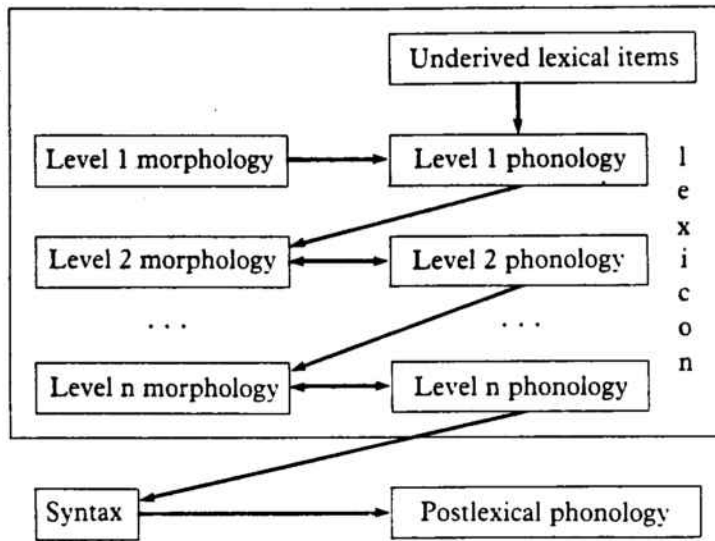 Underived lexical items
Level 1 morphology
Level 1 phonology
Level 2 morphology
Level 2 phonology
. . .
. . .
Level n morphology
Level n phonology
l
e
x
i
c
o
n
Syntax
Postlexical phonology